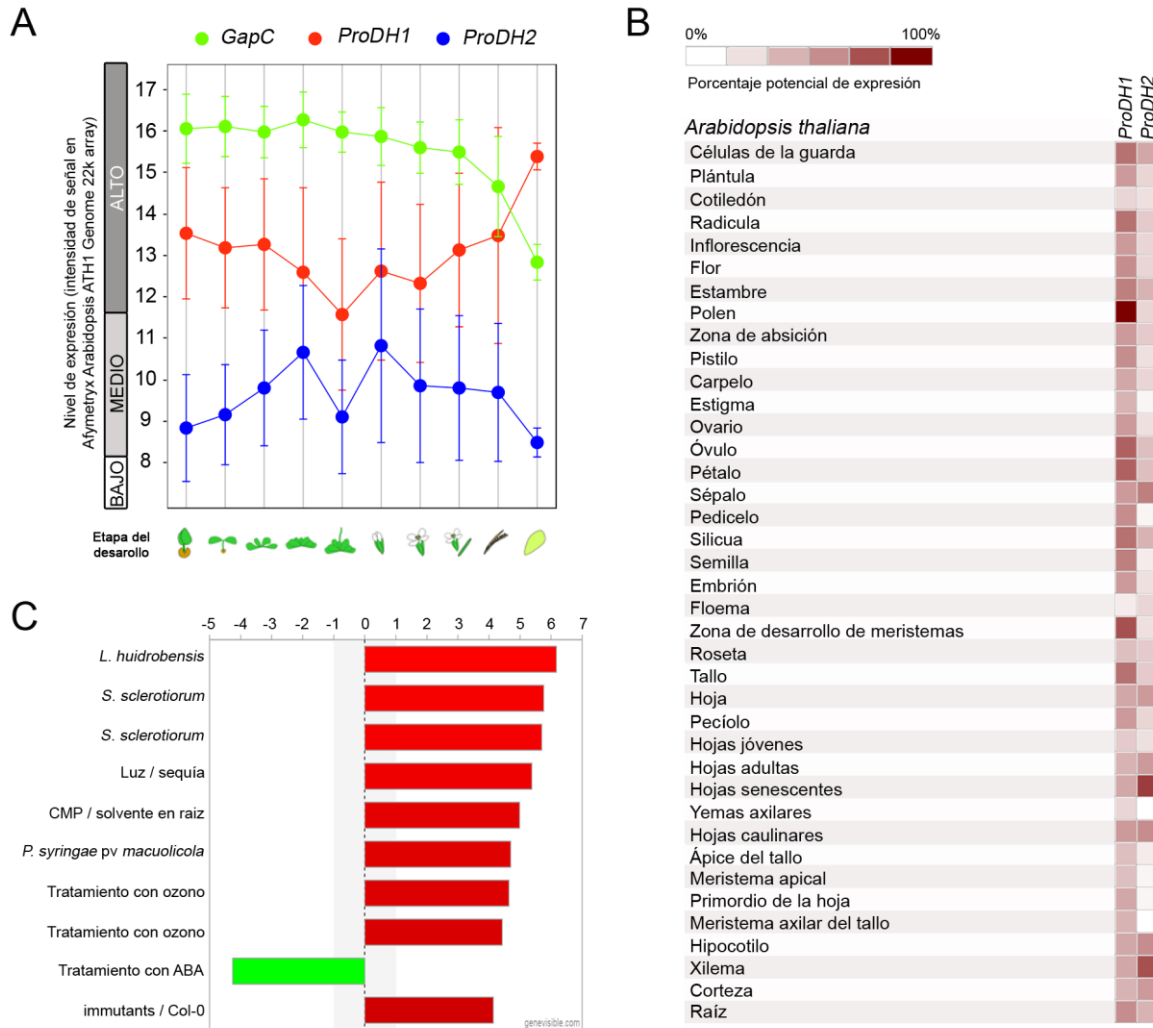 A
GapC ProDH1 ProDH2
Nivel de expresión (intensidad de señal en
Afymetryx Arabidopsis ATH1 Genome 22k array)
ALTO
MEDIO
BAJO
17
16
15
14
13
12
11
10
9
8
Etapa del
desarollo
B
0% 100%
Porcentaje potencial de expresión
ProDH1
ProDH2
Arabidopsis thaliana
Células de la guarda
Plántula
Cotiledón
Radicula
Inflorescencia
Flor
Estambre
Polen
Zona de absición
Pistilo
Carpelo
Estigma
Ovario
Óvulo
Pétalo
Sépalo
Pedicelo
Silicua
Semilla
Embrión
Floema
Zona de desarrollo de meristemas
Roseta
Tallo
Hoja
Pecíolo
Hojas jóvenes
Hojas adultas
Hojas senescentes
Yemas axilares
Hojas caulinares
Ápice del tallo
Meristema apical
Primordio de la hoja
Meristema axilar del tallo
Hipocotilo
Xilema
Corteza
Raíz
C
-5 -4 -3 -2 -1 0 1 2 3 4 5 6 7
L. huidrobensis
S. sclerotiorum
S. sclerotiorum
Luz / sequía
CMP / solvente en raiz
P. syringae pv macuolicola
Tratamiento con ozono
Tratamiento con ozono
Tratamiento con ABA
immutants / Col-0
genevisible.com